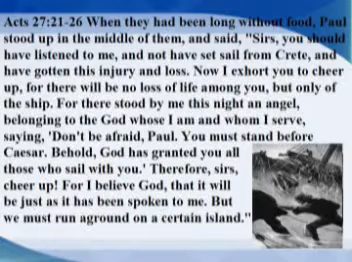 Acts 27:21-26 When they had been long without food, Paul
stood up in the middle of them, and said, "Sirs, you should
have listened to me, and not have set sail from Crete, and
have gotten this injury and loss. Now I exhort you to cheer
up, for there will be no loss of life among you, but only of
the ship. For there stood by me this night an angel,
belonging to the God whose I am and whom I serve,
saying, 'Don't be afraid, Paul. You must stand before
Caesar. Behold, God has granted you all
those who sail with you.' Therefore, sirs,
cheer up! For I believe God, that it will
be just as it has been spoken to me. But
we must run aground on a certain island."